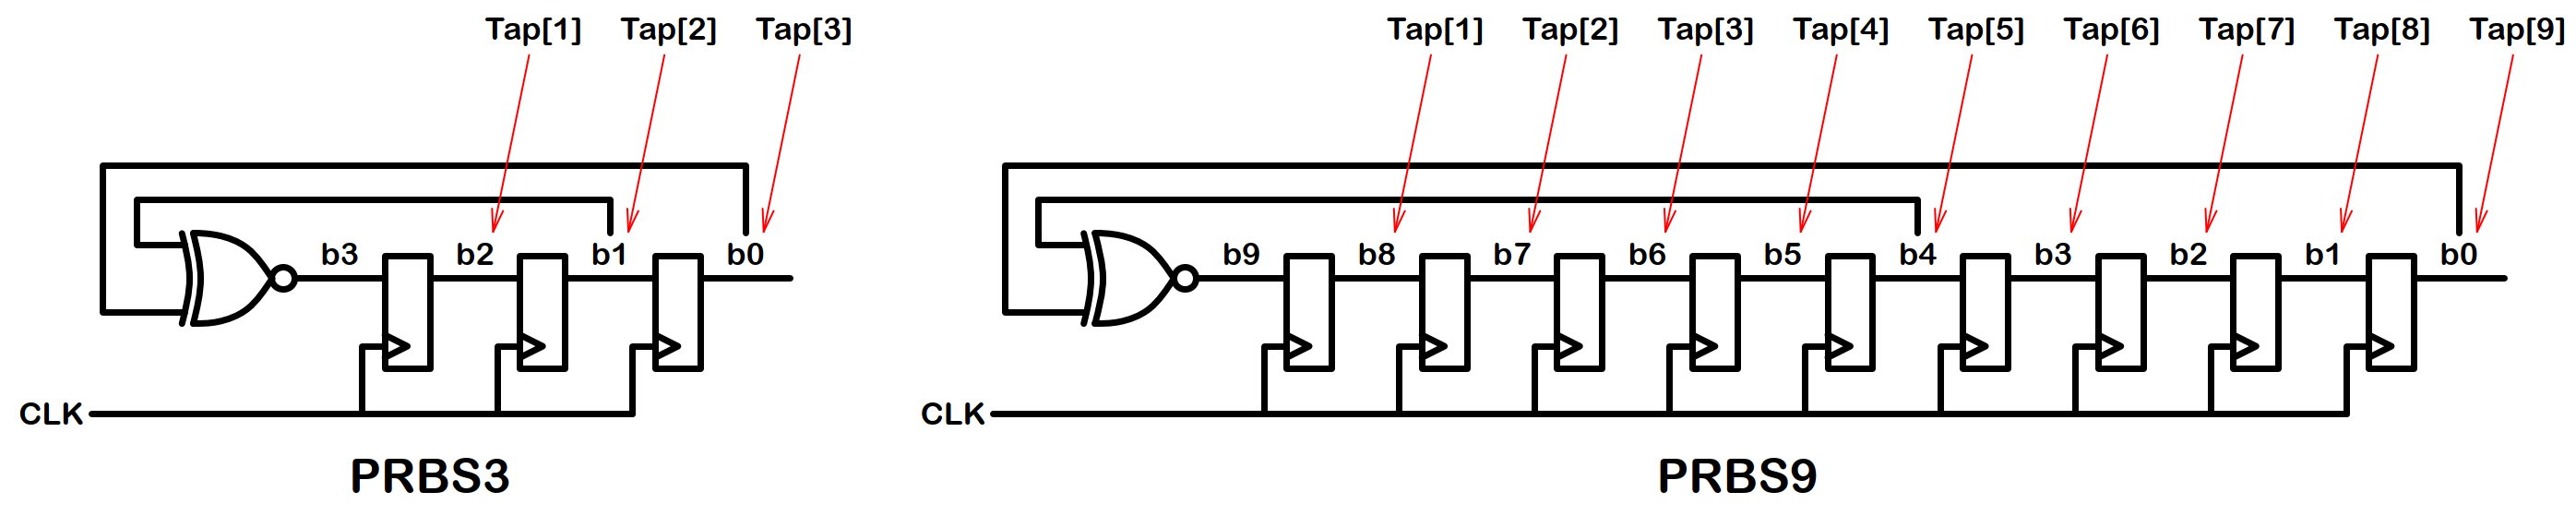 Tap[1] Tap[2] Tap[3] Tap[1] Tap[2] Tap[3] Tap[4] Tap[5] Tap[6] Tap[7] Tap[8] Tap[9]
b3 b2 b1 b0 b9 b8 b7 b6 b5 b4 b3 b2 b1 b0
CLK CLK
PRBS3 PRBS9